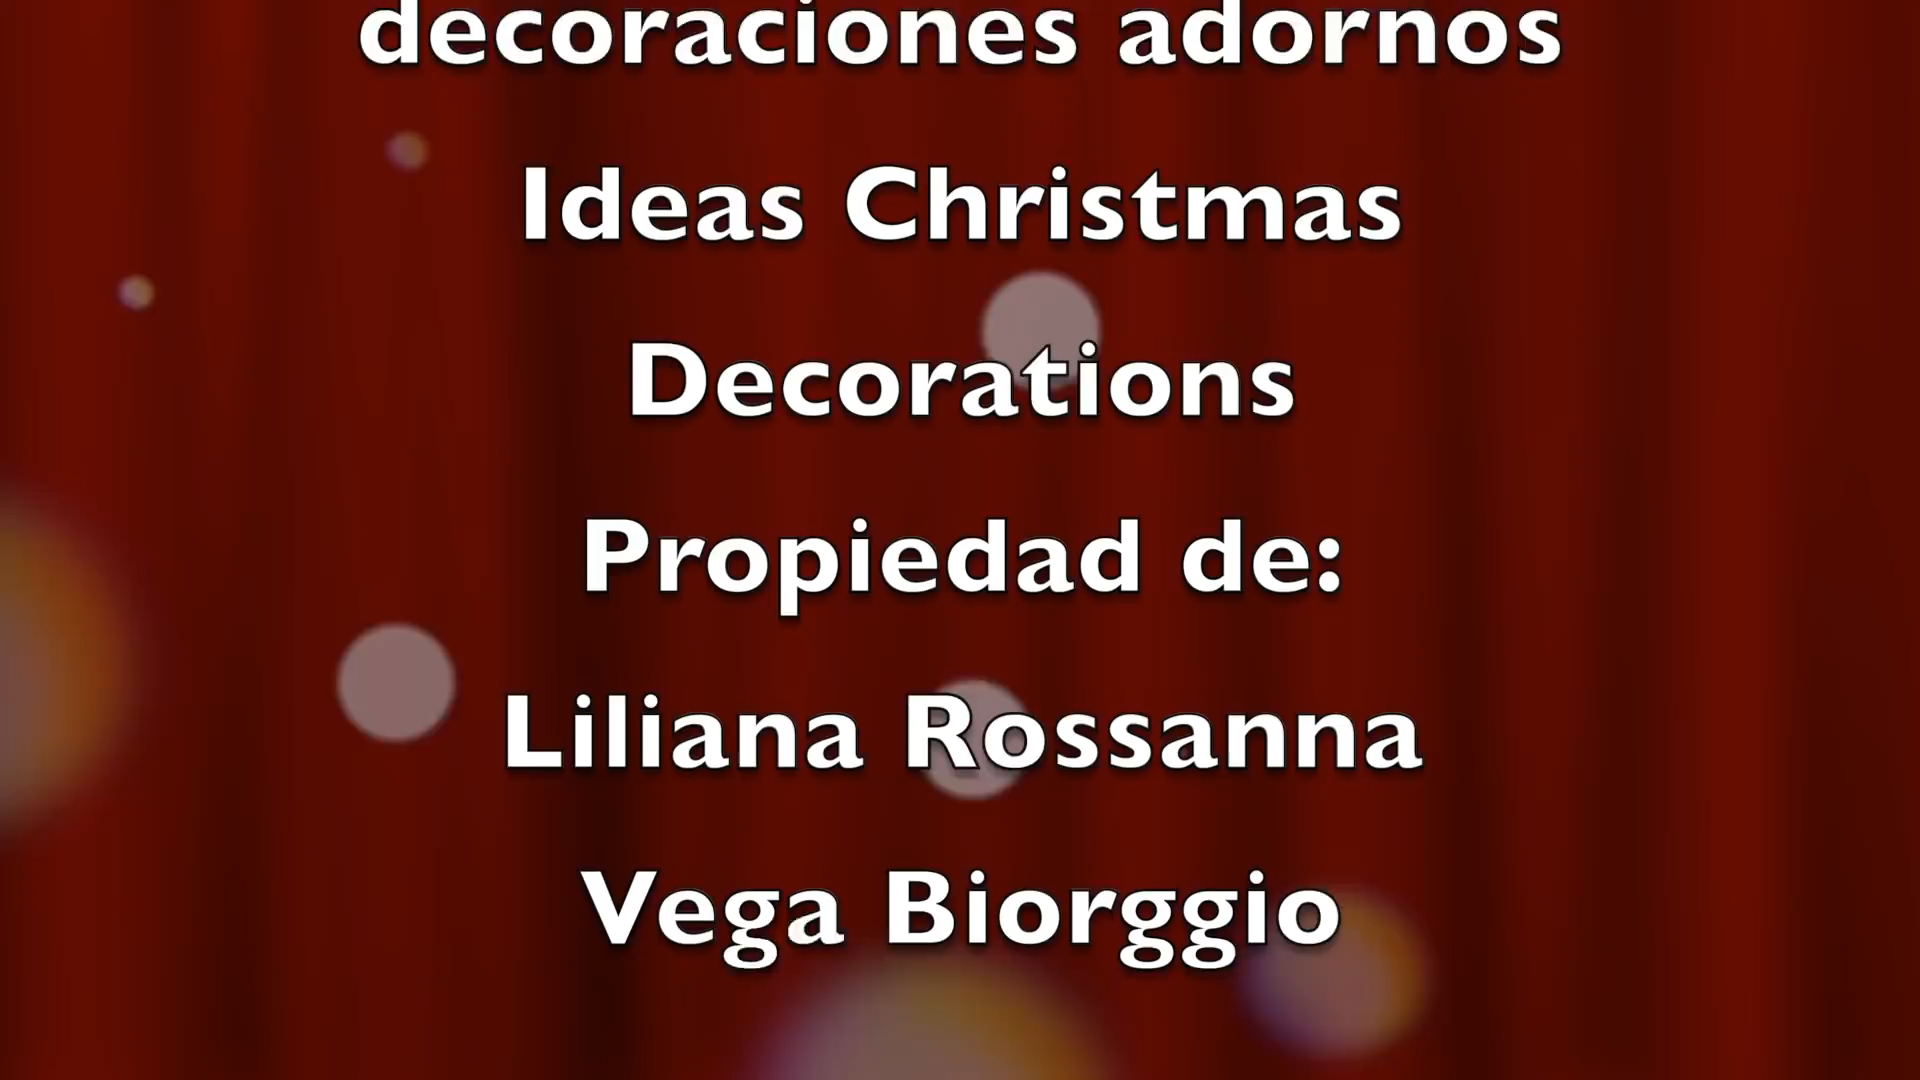 decoraciones adornos
Ideas Christmas
Decorations
Propiedad de:
Liliana Rossanna
Vega Biorggio